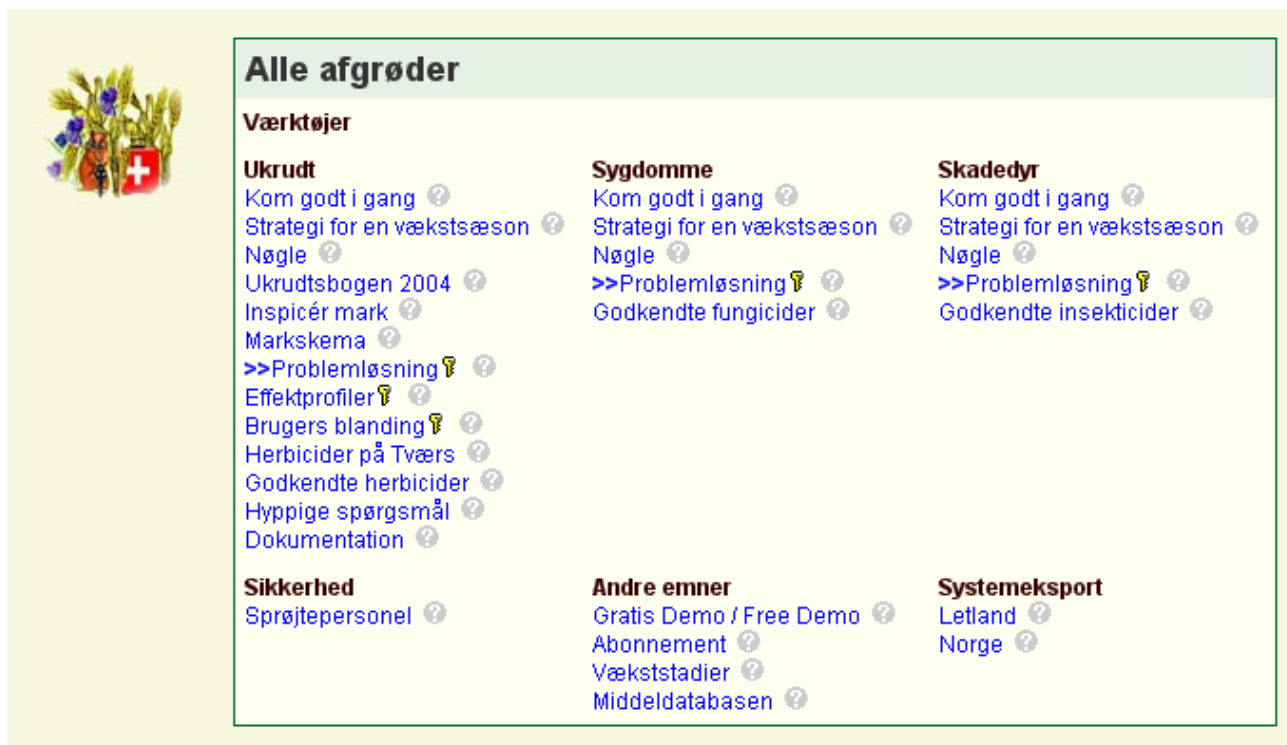 Alle afgrøder
Værktøjer
Ukrudt
Kom godt i gang
Strategi for en vækstsæson
Nøgle
Ukrudtsbogen 2004
Inspicér mark
Markskema
>>Problemløsning
Effektprofiler
Brugers blanding
Herbicider på Tværs
Godkendte herbicider
Hyppige spørgsmål
Dokumentation
Sygdomme
Kom godt i gang
Strategi for en vækstsæson
Nøgle
>>Problemløsning
Godkendte fungicider
Skadedyr
Kom godt i gang
Strategi for en vækstsæson
Nøgle
>>Problemløsning
Godkendte insekticider
Sikkerhed
Sprøjtepersonel
Andre emner
Gratis Demo / Free Demo
Abonnement
Vækststadier
Middeldatabasen
Systemeksport
Letland
Norge